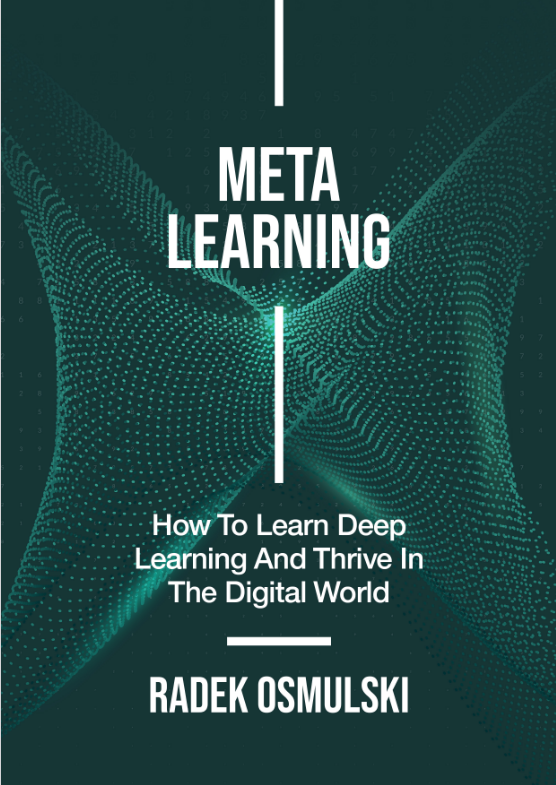 META
LEARNING
How To Learn Deep
Learning And Thrive In
The Digital World
RADEK OSMULSKI